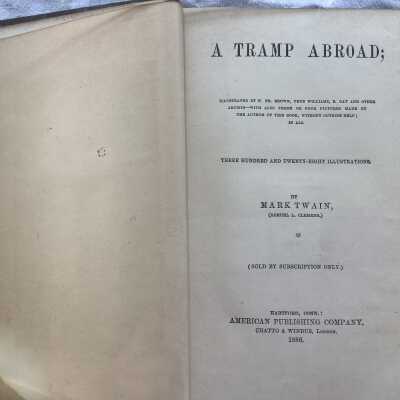 A TRAMP ABROAD;
ILLUSTRATED BY W. FR. BROWN, TRUE WILLIAMS, B. DAY AND OTHER
ARTISTS—WITH ALSO THREE OR FOUR PICTURES MADE BY
THE AUTHOR OF THIS BOOK, WITHOUT OUTSIDE HELP;
IN ALL
THREE HUNDRED AND TWENTY-EIGHT ILLUSTRATIONS.
BY
MARK TWAIN,
(SAMUEL L. CLEMENS.)
(SOLD BY SUBSCRIPTION ONLY.)
HARTFORD, CONN.:
AMERICAN PUBLISHING COMPANY,
CHATTO & WINDUS, LONDON.